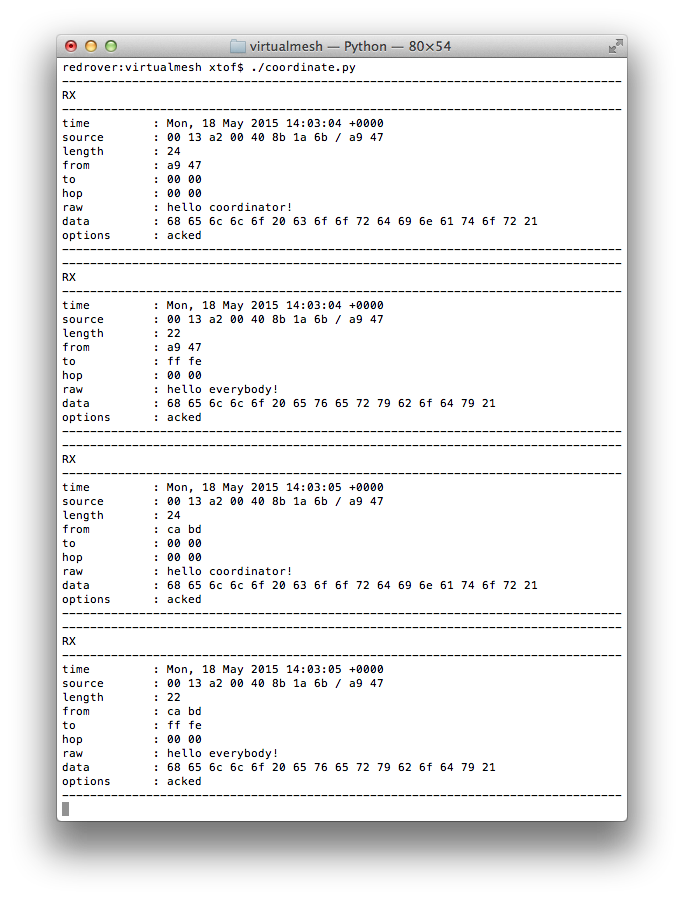 virtualmesh — Python — 80×54
redrover:virtualmesh xtof$ ./coordinate.py
--------------------------------------------------------------------------------
RX
--------------------------------------------------------------------------------
time : Mon, 18 May 2015 14:03:04 +0000
source : 00 13 a2 00 40 8b 1a 6b / a9 47
length : 24
from : a9 47
to : 00 00
hop : 00 00
raw : hello coordinator!
data : 68 65 6c 6c 6f 20 63 6f 6f 72 64 69 6e 61 74 6f 72 21
options : acked
--------------------------------------------------------------------------------
--------------------------------------------------------------------------------
RX
--------------------------------------------------------------------------------
time : Mon, 18 May 2015 14:03:04 +0000
source : 00 13 a2 00 40 8b 1a 6b / a9 47
length : 22
from : a9 47
to : ff fe
hop : 00 00
raw : hello everybody!
data : 68 65 6c 6c 6f 20 65 76 65 72 79 62 6f 64 79 21
options : acked
--------------------------------------------------------------------------------
--------------------------------------------------------------------------------
RX
--------------------------------------------------------------------------------
time : Mon, 18 May 2015 14:03:05 +0000
source : 00 13 a2 00 40 8b 1a 6b / a9 47
length : 24
from : ca bd
to : 00 00
hop : 00 00
raw : hello coordinator!
data : 68 65 6c 6c 6f 20 63 6f 6f 72 64 69 6e 61 74 6f 72 21
options : acked
--------------------------------------------------------------------------------
--------------------------------------------------------------------------------
RX
--------------------------------------------------------------------------------
time : Mon, 18 May 2015 14:03:05 +0000
source : 00 13 a2 00 40 8b 1a 6b / a9 47
length : 22
from : ca bd
to : ff fe
hop : 00 00
raw : hello everybody!
data : 68 65 6c 6c 6f 20 65 76 65 72 79 62 6f 64 79 21
options : acked
--------------------------------------------------------------------------------